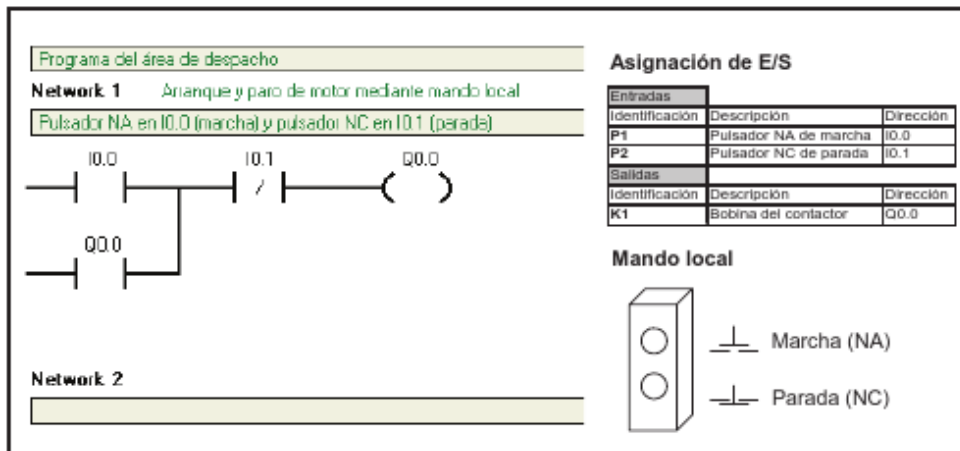 Programa del área de despacho
Network 1 Arranque y paro de motor mediante mando local
Pulsador NA en I0.0 (marcha) y pulsador NC en I0.1 (parada)
I0.0 I0.1 Q0.0
/
Q0.0
Network 2
Asignación de E/S
Entradas
Identificación Descripción Dirección
P1 Pulsador NA de marcha I0.0
P2 Pulsador NC de parada I0.1
Salidas
Identificación Descripción Dirección
K1 Bobina del contactor Q0.0
Mando local
Marcha (NA)
Parada (NC)